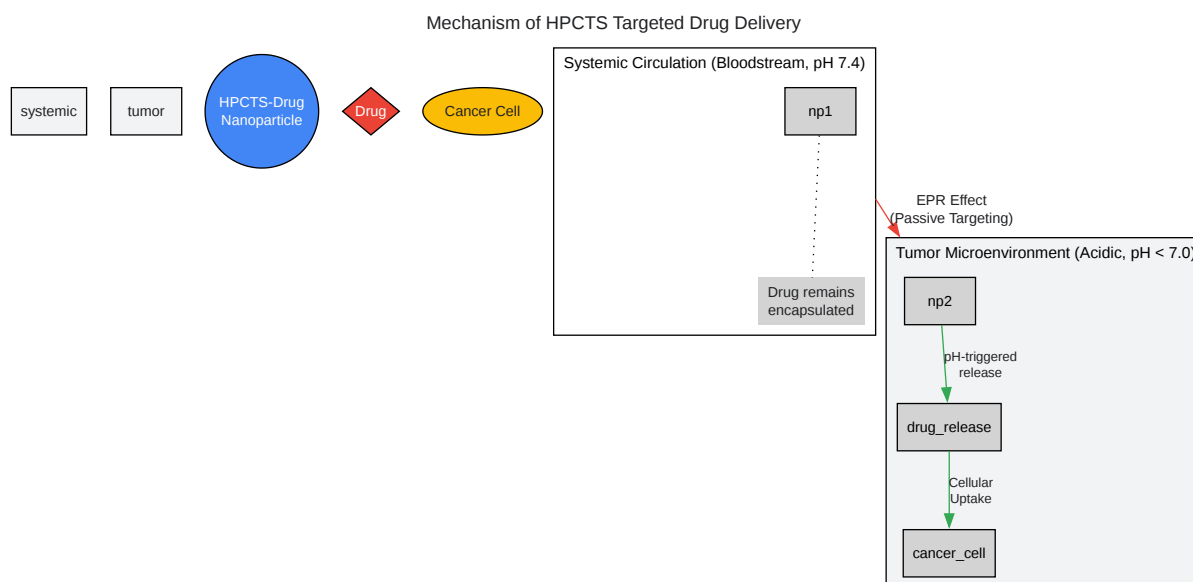 Mechanism of HPCTS Targeted Drug Delivery
systemic
tumor
HPCTS-Drug
Nanoparticle
Drug
Cancer Cell
Systemic Circulation (Bloodstream, pH 7.4)
np1
Drug remains
encapsulated
EPR Effect
(Passive Targeting)
Tumor Microenvironment (Acidic, pH < 7.0)
np2
pH-triggered
release
drug_release
Cellular
Uptake
cancer_cell